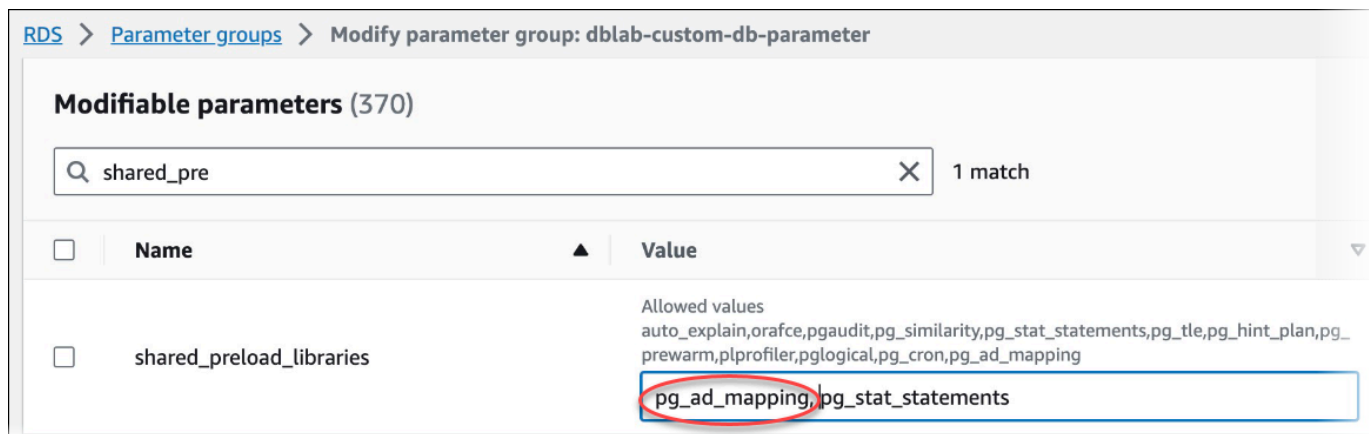 RDS > Parameter groups > Modify parameter group: dblab-custom-db-parameter
Modifiable parameters (370)
shared_pre
1 match
Name
Value
Allowed values
auto_explain,orafce,pgaudit,pg_similarity,pg_stat_statements,pg_tle,pg_hint_plan,pg_
prewarm,plprofiler,pglogical,pg_cron,pg_ad_mapping
shared_preload_libraries
pg_ad_mapping, pg_stat_statements